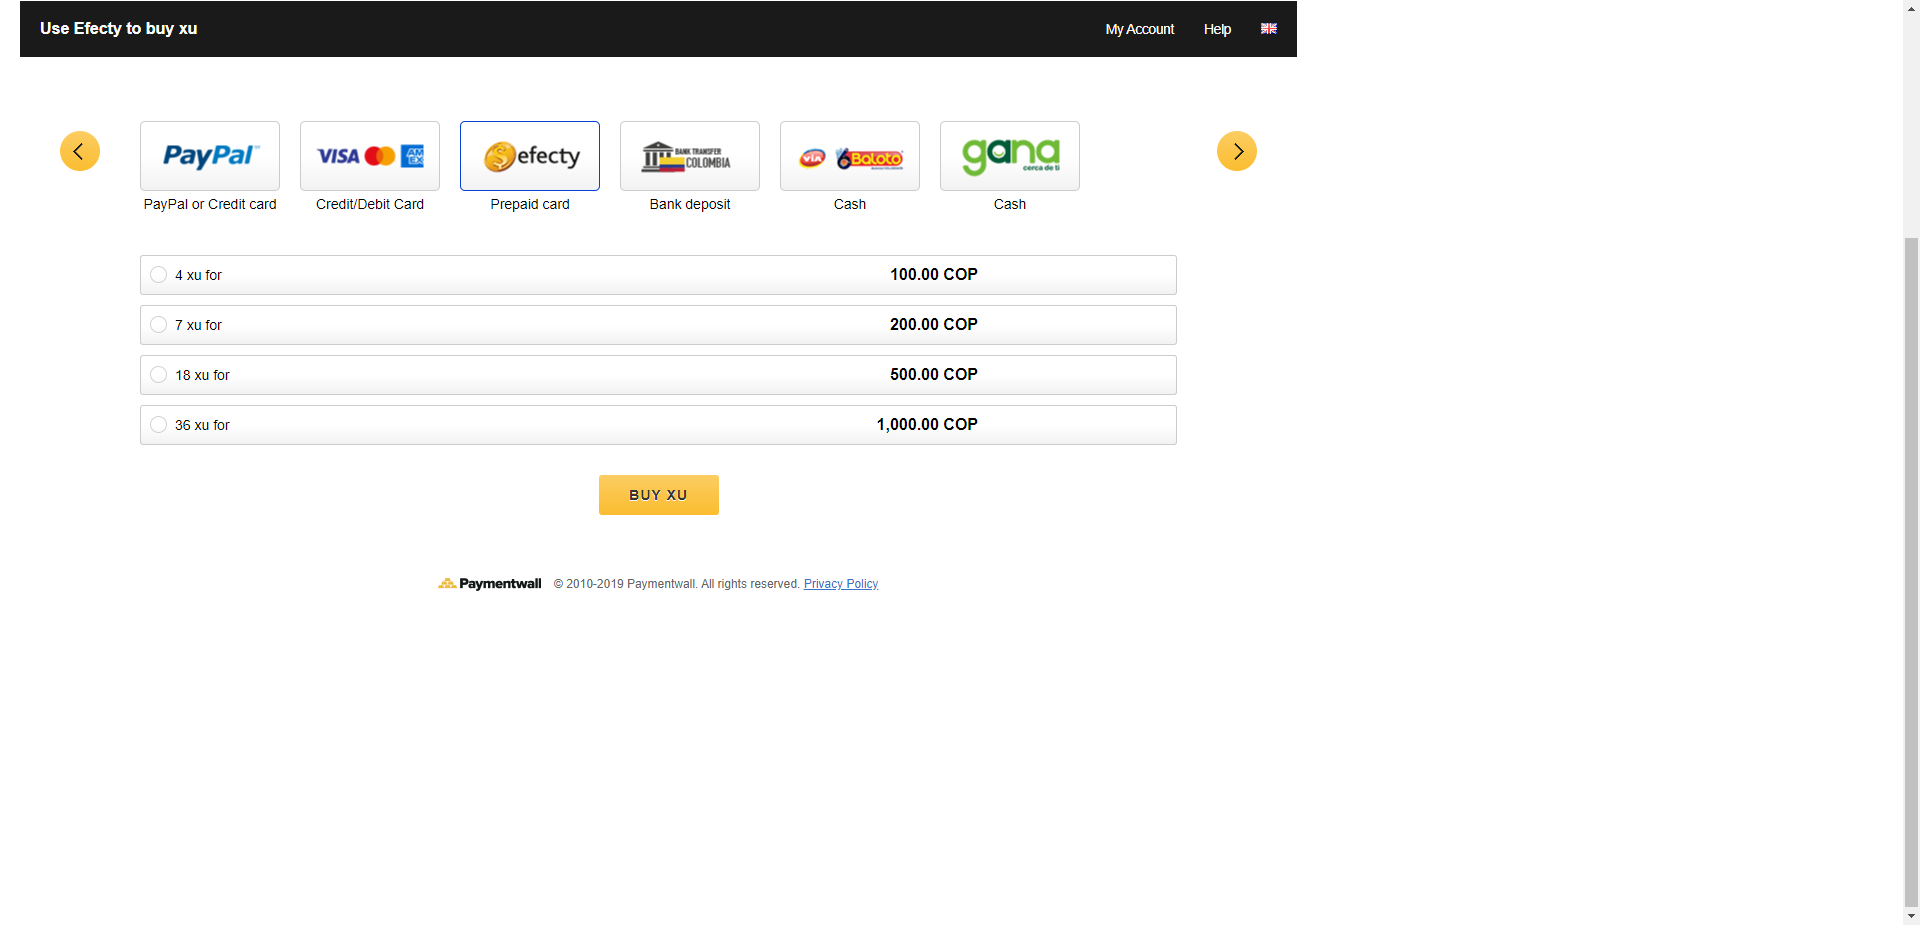 Use Efecty to buy xu
My Account Help
PayPal™ VISA AMEX efecty BANK TRANSFER COLOMBIA VIA Baloto gana cerca de ti
PayPal or Credit card Credit/Debit Card Prepaid card Bank deposit Cash Cash
4 xu for 100.00 COP
7 xu for 200.00 COP
18 xu for 500.00 COP
36 xu for 1,000.00 COP
BUY XU
Paymentwall © 2010-2019 Paymentwall. All rights reserved. Privacy Policy